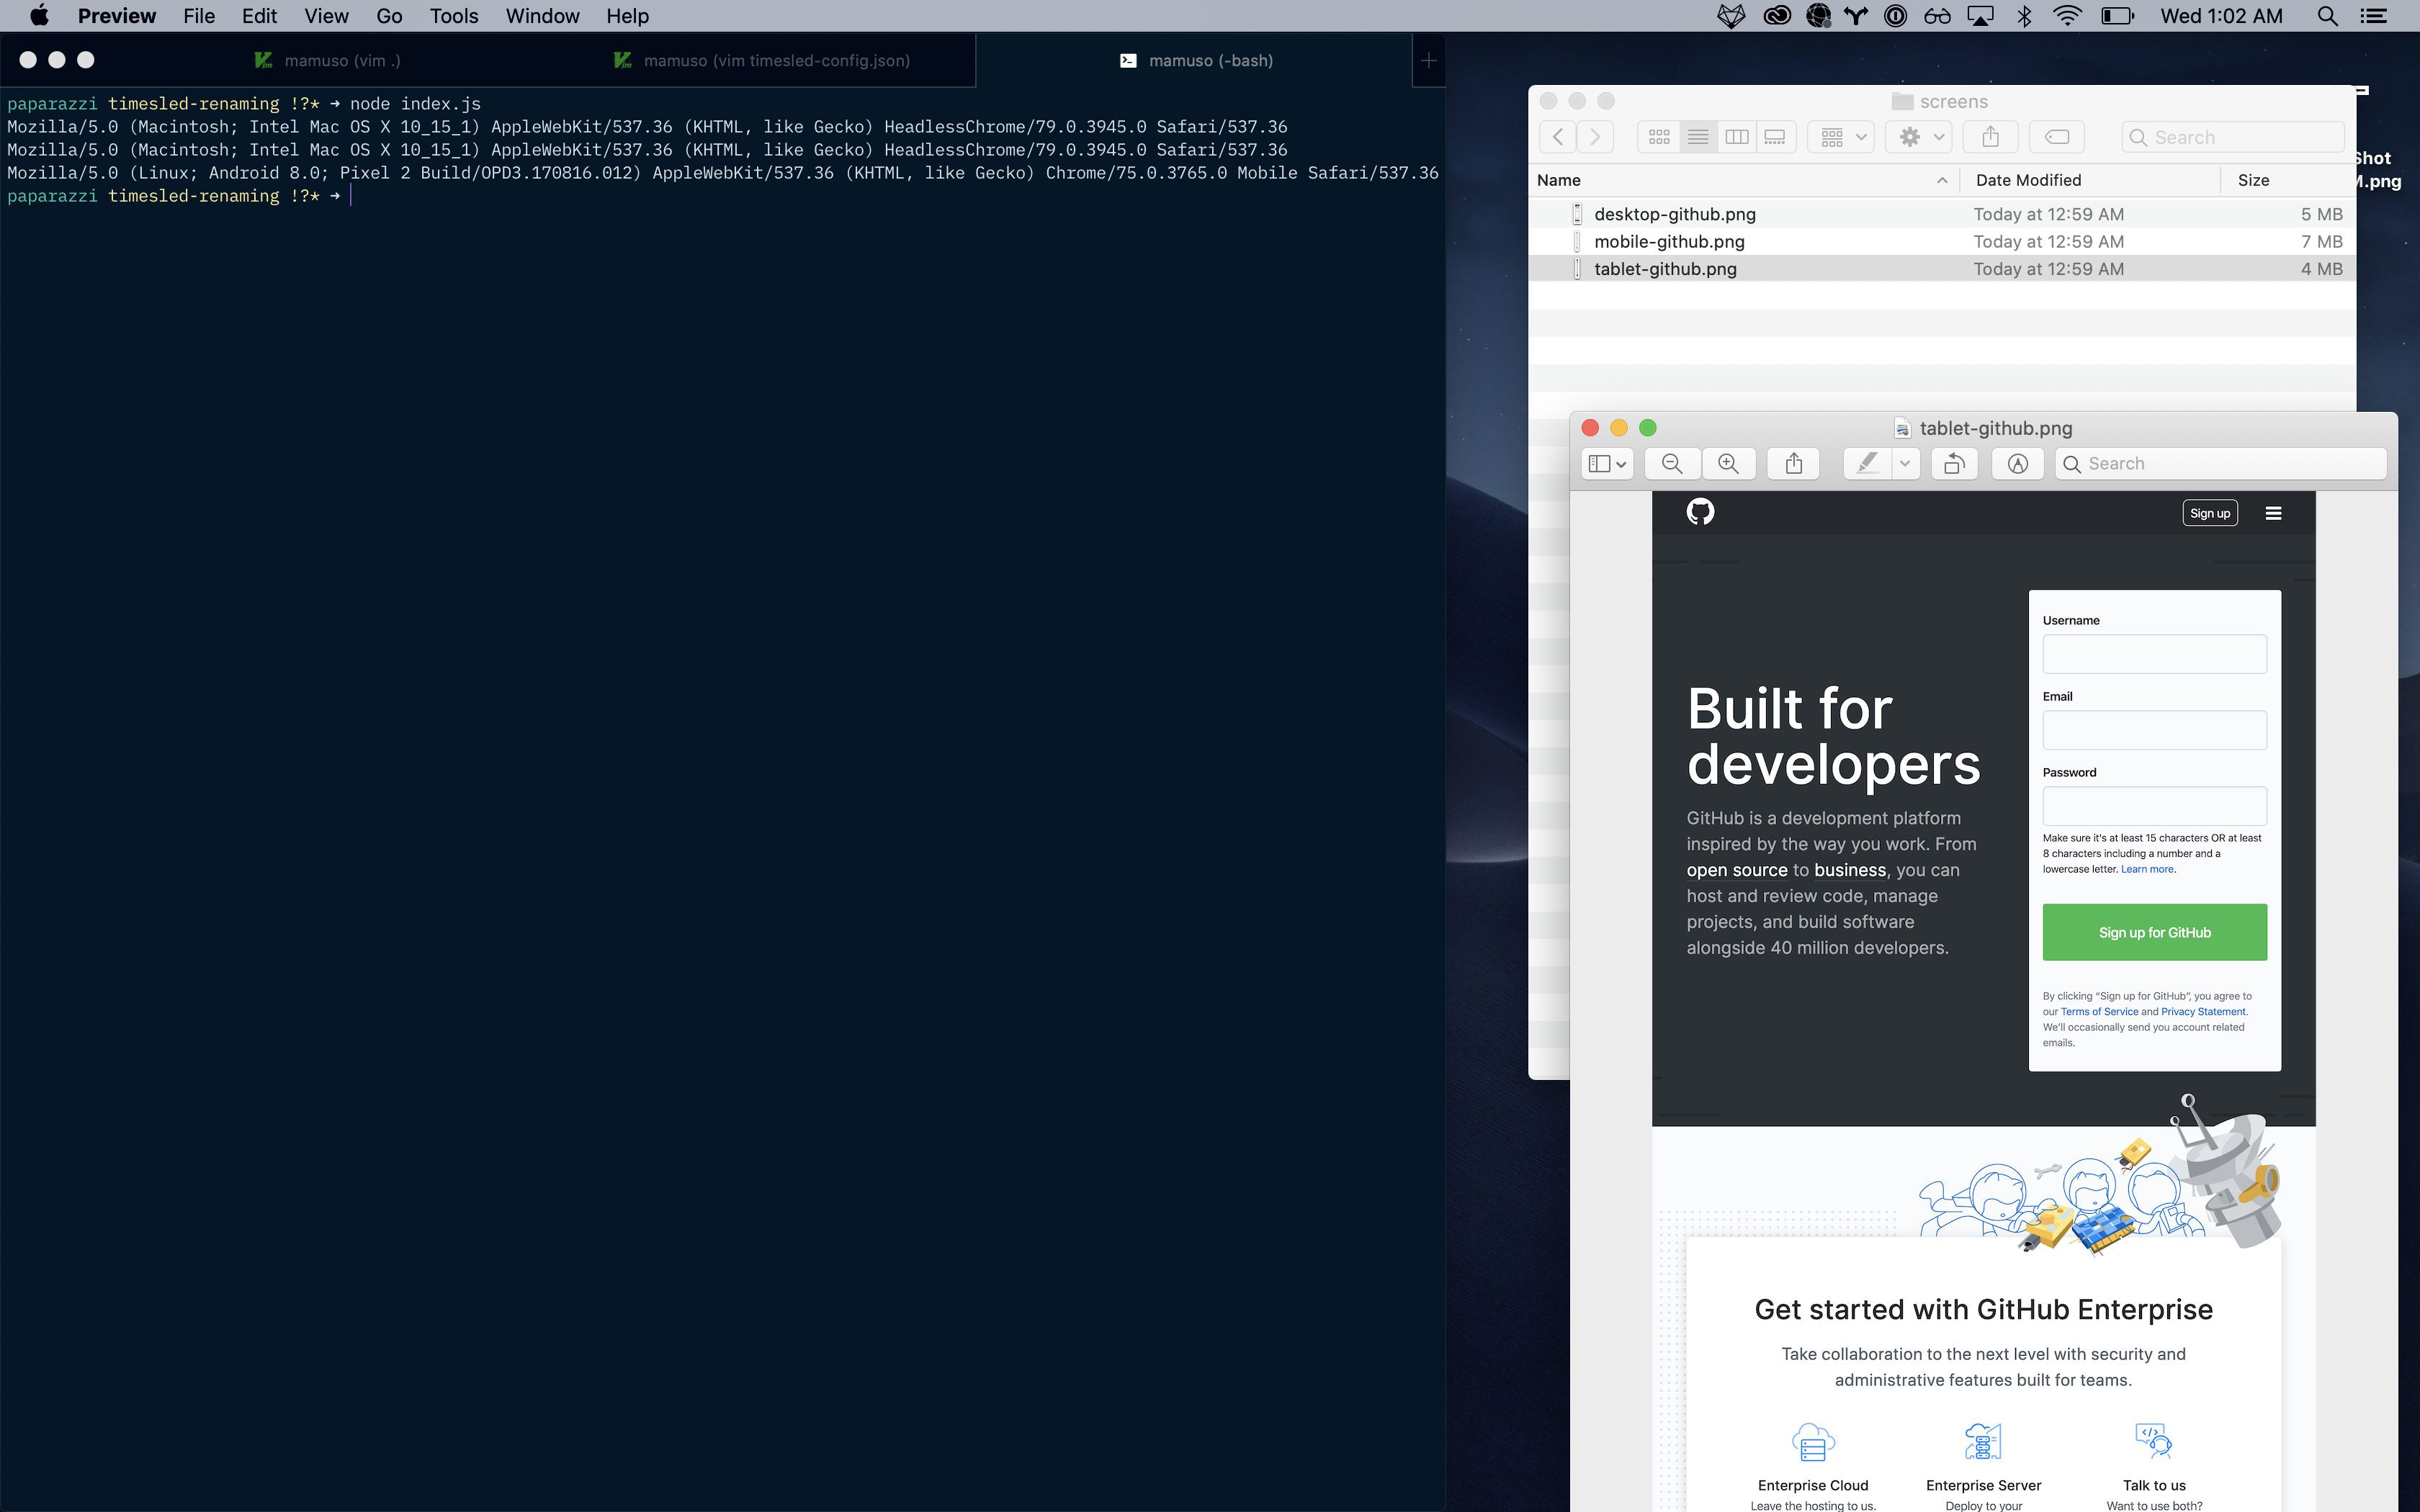 Preview File Edit View Go Tools Window Help Wed 1:02 AM
mamuso (vim .) mamuso (vim timesled-config.json) mamuso (-bash)
paparazzi timesled-renaming !?* → node index.js
Mozilla/5.0 (Macintosh; Intel Mac OS X 10_15_1) AppleWebKit/537.36 (KHTML, like Gecko) HeadlessChrome/79.0.3945.0 Safari/537.36
Mozilla/5.0 (Macintosh; Intel Mac OS X 10_15_1) AppleWebKit/537.36 (KHTML, like Gecko) HeadlessChrome/79.0.3945.0 Safari/537.36
Mozilla/5.0 (Linux; Android 8.0; Pixel 2 Build/OPD3.170816.012) AppleWebKit/537.36 (KHTML, like Gecko) Chrome/75.0.3765.0 Mobile Safari/537.36
paparazzi timesled-renaming !?* →
screens
Search
Name Date Modified Size
desktop-github.png Today at 12:59 AM 5 MB
mobile-github.png Today at 12:59 AM 7 MB
tablet-github.png Today at 12:59 AM 4 MB
Shot
M.png
tablet-github.png
Search
Sign up
Built for
developers
GitHub is a development platform
inspired by the way you work. From
open source to business, you can
host and review code, manage
projects, and build software
alongside 40 million developers.
Username
Email
Password
Make sure it's at least 15 characters OR at least
8 characters including a number and a
lowercase letter. Learn more.
Sign up for GitHub
By clicking “Sign up for GitHub”, you agree to
our Terms of Service and Privacy Statement.
We'll occasionally send you account related
emails.
Get started with GitHub Enterprise
Take collaboration to the next level with security and
administrative features built for teams.
Enterprise Cloud
Leave the hosting to us.
Enterprise Server
Deploy to your
Talk to us
Want to use both?